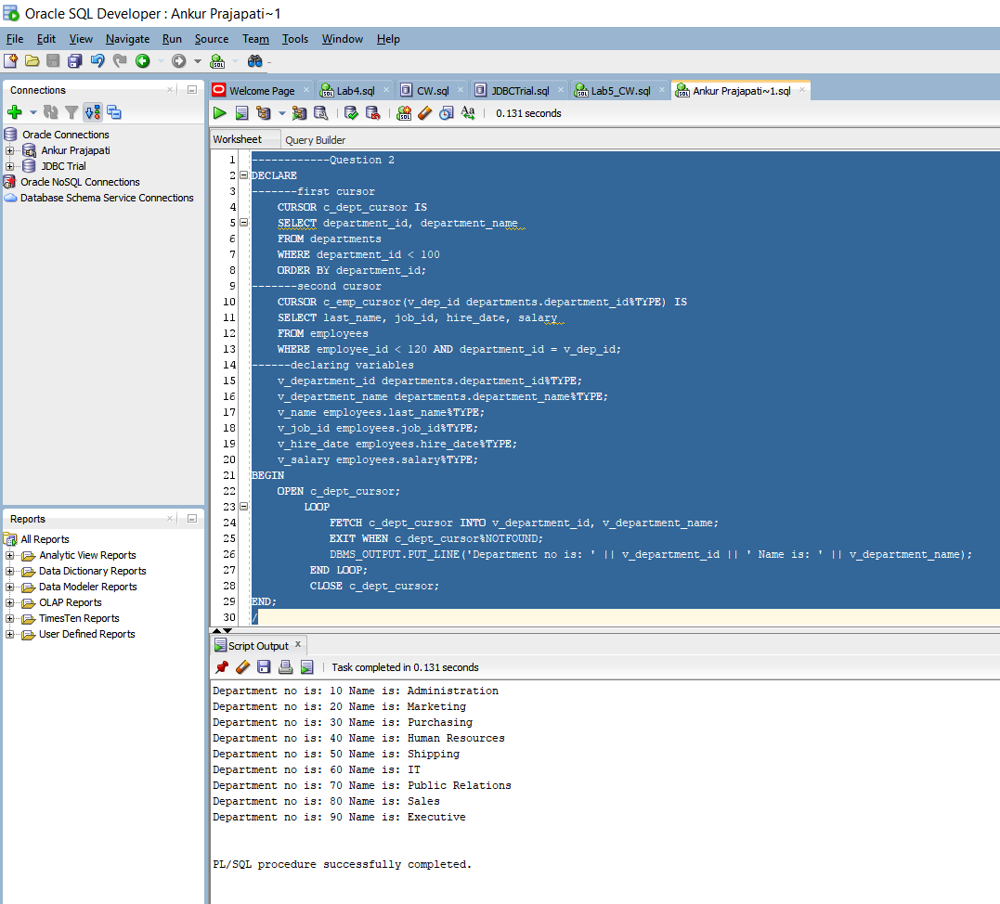 Oracle SQL Developer : Ankur Prajapati~1
File Edit View Navigate Run Source Team Tools Window Help
Connections
Oracle Connections
Ankur Prajapati
JDBC Trial
Oracle NoSQL Connections
Database Schema Service Connections
Reports
All Reports
Analytic View Reports
Data Dictionary Reports
Data Modeler Reports
OLAP Reports
TimesTen Reports
User Defined Reports
Welcome Page Lab4.sql CW.sql JDBCTrial.sql Lab5_CW.sql Ankur Prajapati~1.sql
0.131 seconds
Worksheet Query Builder
1 ------------Question 2
2 DECLARE
3 -------first cursor
4 CURSOR c_dept_cursor IS
5 SELECT department_id, department_name
6 FROM departments
7 WHERE department_id < 100
8 ORDER BY department_id;
9 -------second cursor
10 CURSOR c_emp_cursor(v_dep_id departments.department_id%TYPE) IS
11 SELECT last_name, job_id, hire_date, salary
12 FROM employees
13 WHERE employee_id < 120 AND department_id = v_dep_id;
14 ------declaring variables
15 v_department_id departments.department_id%TYPE;
16 v_department_name departments.department_name%TYPE;
17 v_name employees.last_name%TYPE;
18 v_job_id employees.job_id%TYPE;
19 v_hire_date employees.hire_date%TYPE;
20 v_salary employees.salary%TYPE;
21 BEGIN
22 OPEN c_dept_cursor;
23 LOOP
24 FETCH c_dept_cursor INTO v_department_id, v_department_name;
25 EXIT WHEN c_dept_cursor%NOTFOUND;
26 DBMS_OUTPUT.PUT_LINE('Department no is: ' || v_department_id || ' Name is: ' || v_department_name);
27 END LOOP;
28 CLOSE c_dept_cursor;
29 END;
30 /
Script Output
Task completed in 0.131 seconds
Department no is: 10 Name is: Administration
Department no is: 20 Name is: Marketing
Department no is: 30 Name is: Purchasing
Department no is: 40 Name is: Human Resources
Department no is: 50 Name is: Shipping
Department no is: 60 Name is: IT
Department no is: 70 Name is: Public Relations
Department no is: 80 Name is: Sales
Department no is: 90 Name is: Executive
PL/SQL procedure successfully completed.